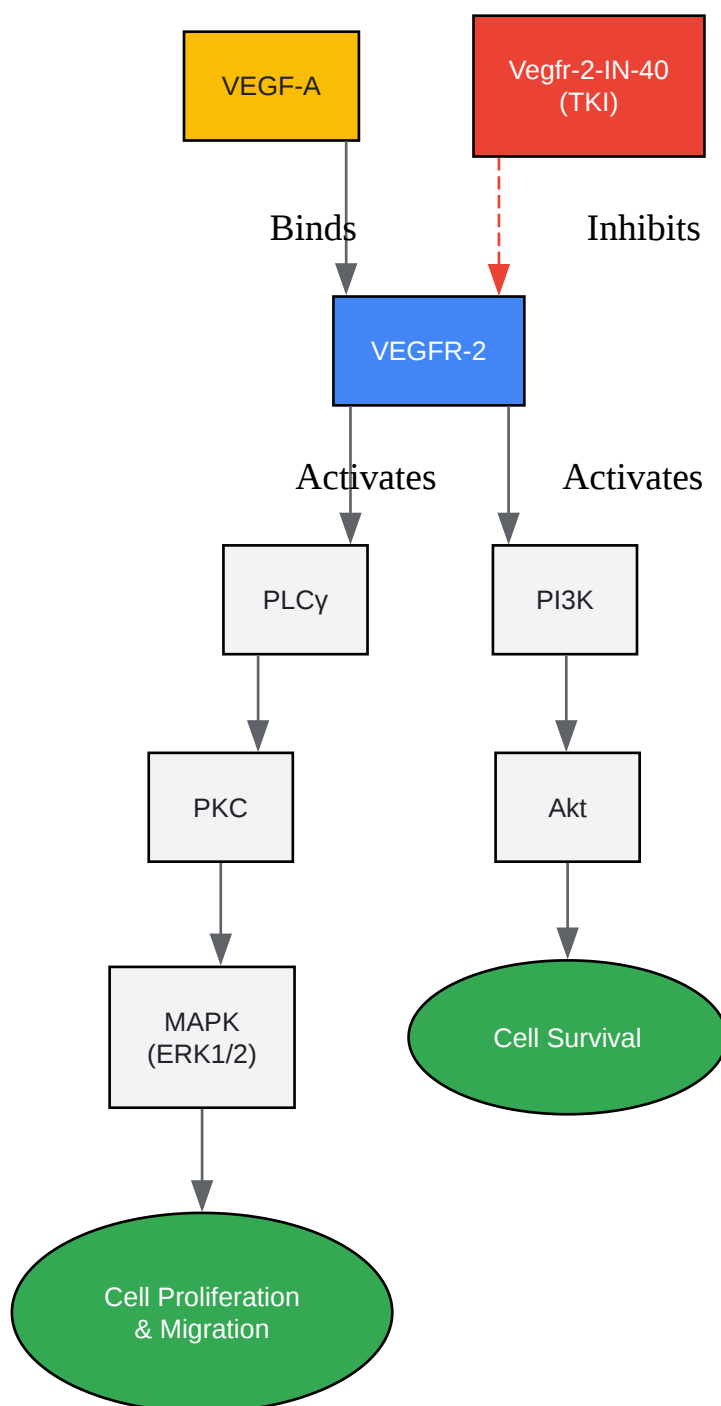 VEGF-A
Vegfr-2-IN-40
(TKI)
Binds
Inhibits
VEGFR-2
Activates
Activates
PLCγ
PI3K
PKC
Akt
MAPK
(ERK1/2)
Cell Survival
Cell Proliferation
& Migration